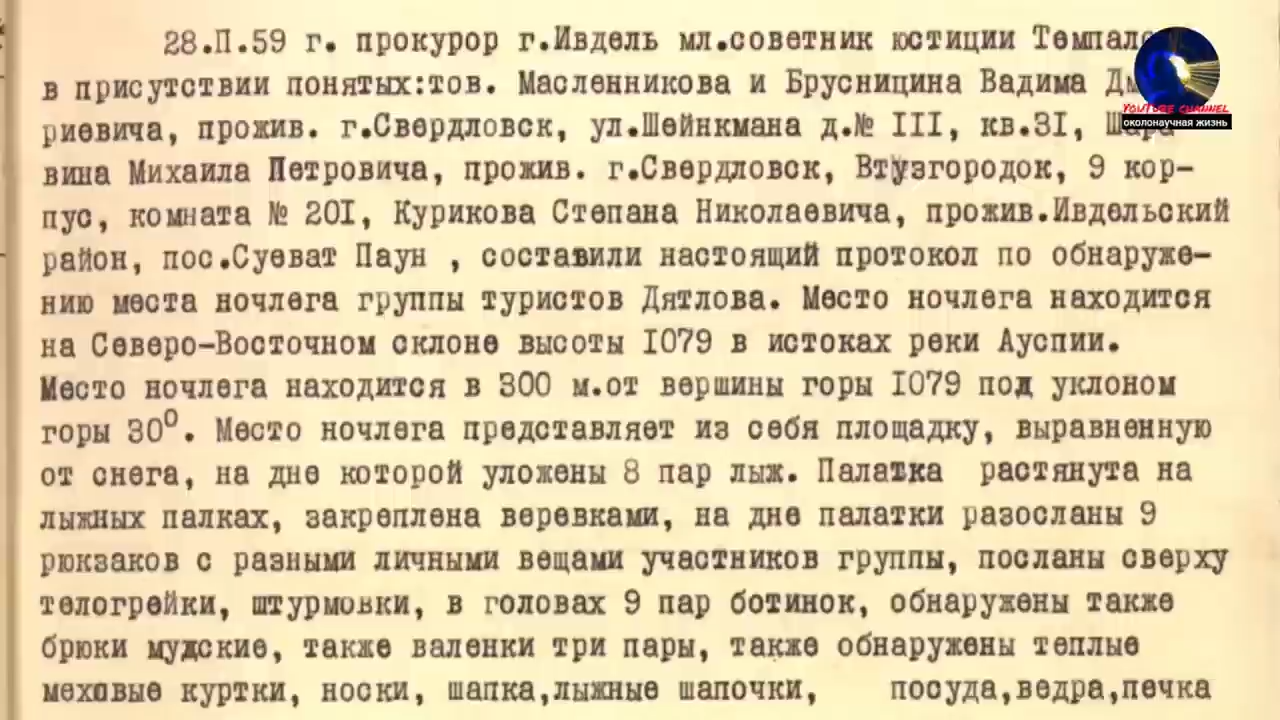 28.П.59 г. прокурор г.Ивдель мл.советник юстиции
в присутствии понятых:тов. Масленникова и Брусницина Вадима
риевича, прожив. г.Свердловск, ул.Шейнкмана д.№ III, кв.3I,
вина Михаила Петровича, прожив. г.Свердловск, Втузгородок, 9 кор-
пус, комната № 20I, Курикова Степана Николаевича, прожив.Ивдельский
район, пос.Суеват Паун , составили настоящий протокол по обнаруже-
нию места ночлега группы туристов Дятлова. Место ночлега находится
на Северо-Восточном склоне высоты I079 в истоках реки Ауспии.
Место ночлега находится в 300 м.от вершины горы I079 под уклоном
горы 30⁰. Место ночлега представляет из себя площадку, выравненную
от снега, на дне которой уложены 8 пар лыж. Палатка растянута на
лыжных палках, закреплена веревками, на дне палатки разосланы 9
рюкзаков с разными личными вещами участников группы, посланы сверху
телогрейки, штурмовки, в головах 9 пар ботинок, обнаружены также
брюки мудские, также валенки три пары, также обнаружены теплые
меховые куртки, носки, шапка,лыжные шапочки, посуда,ведра,печка
YouTube channel
околонаучная жизнь